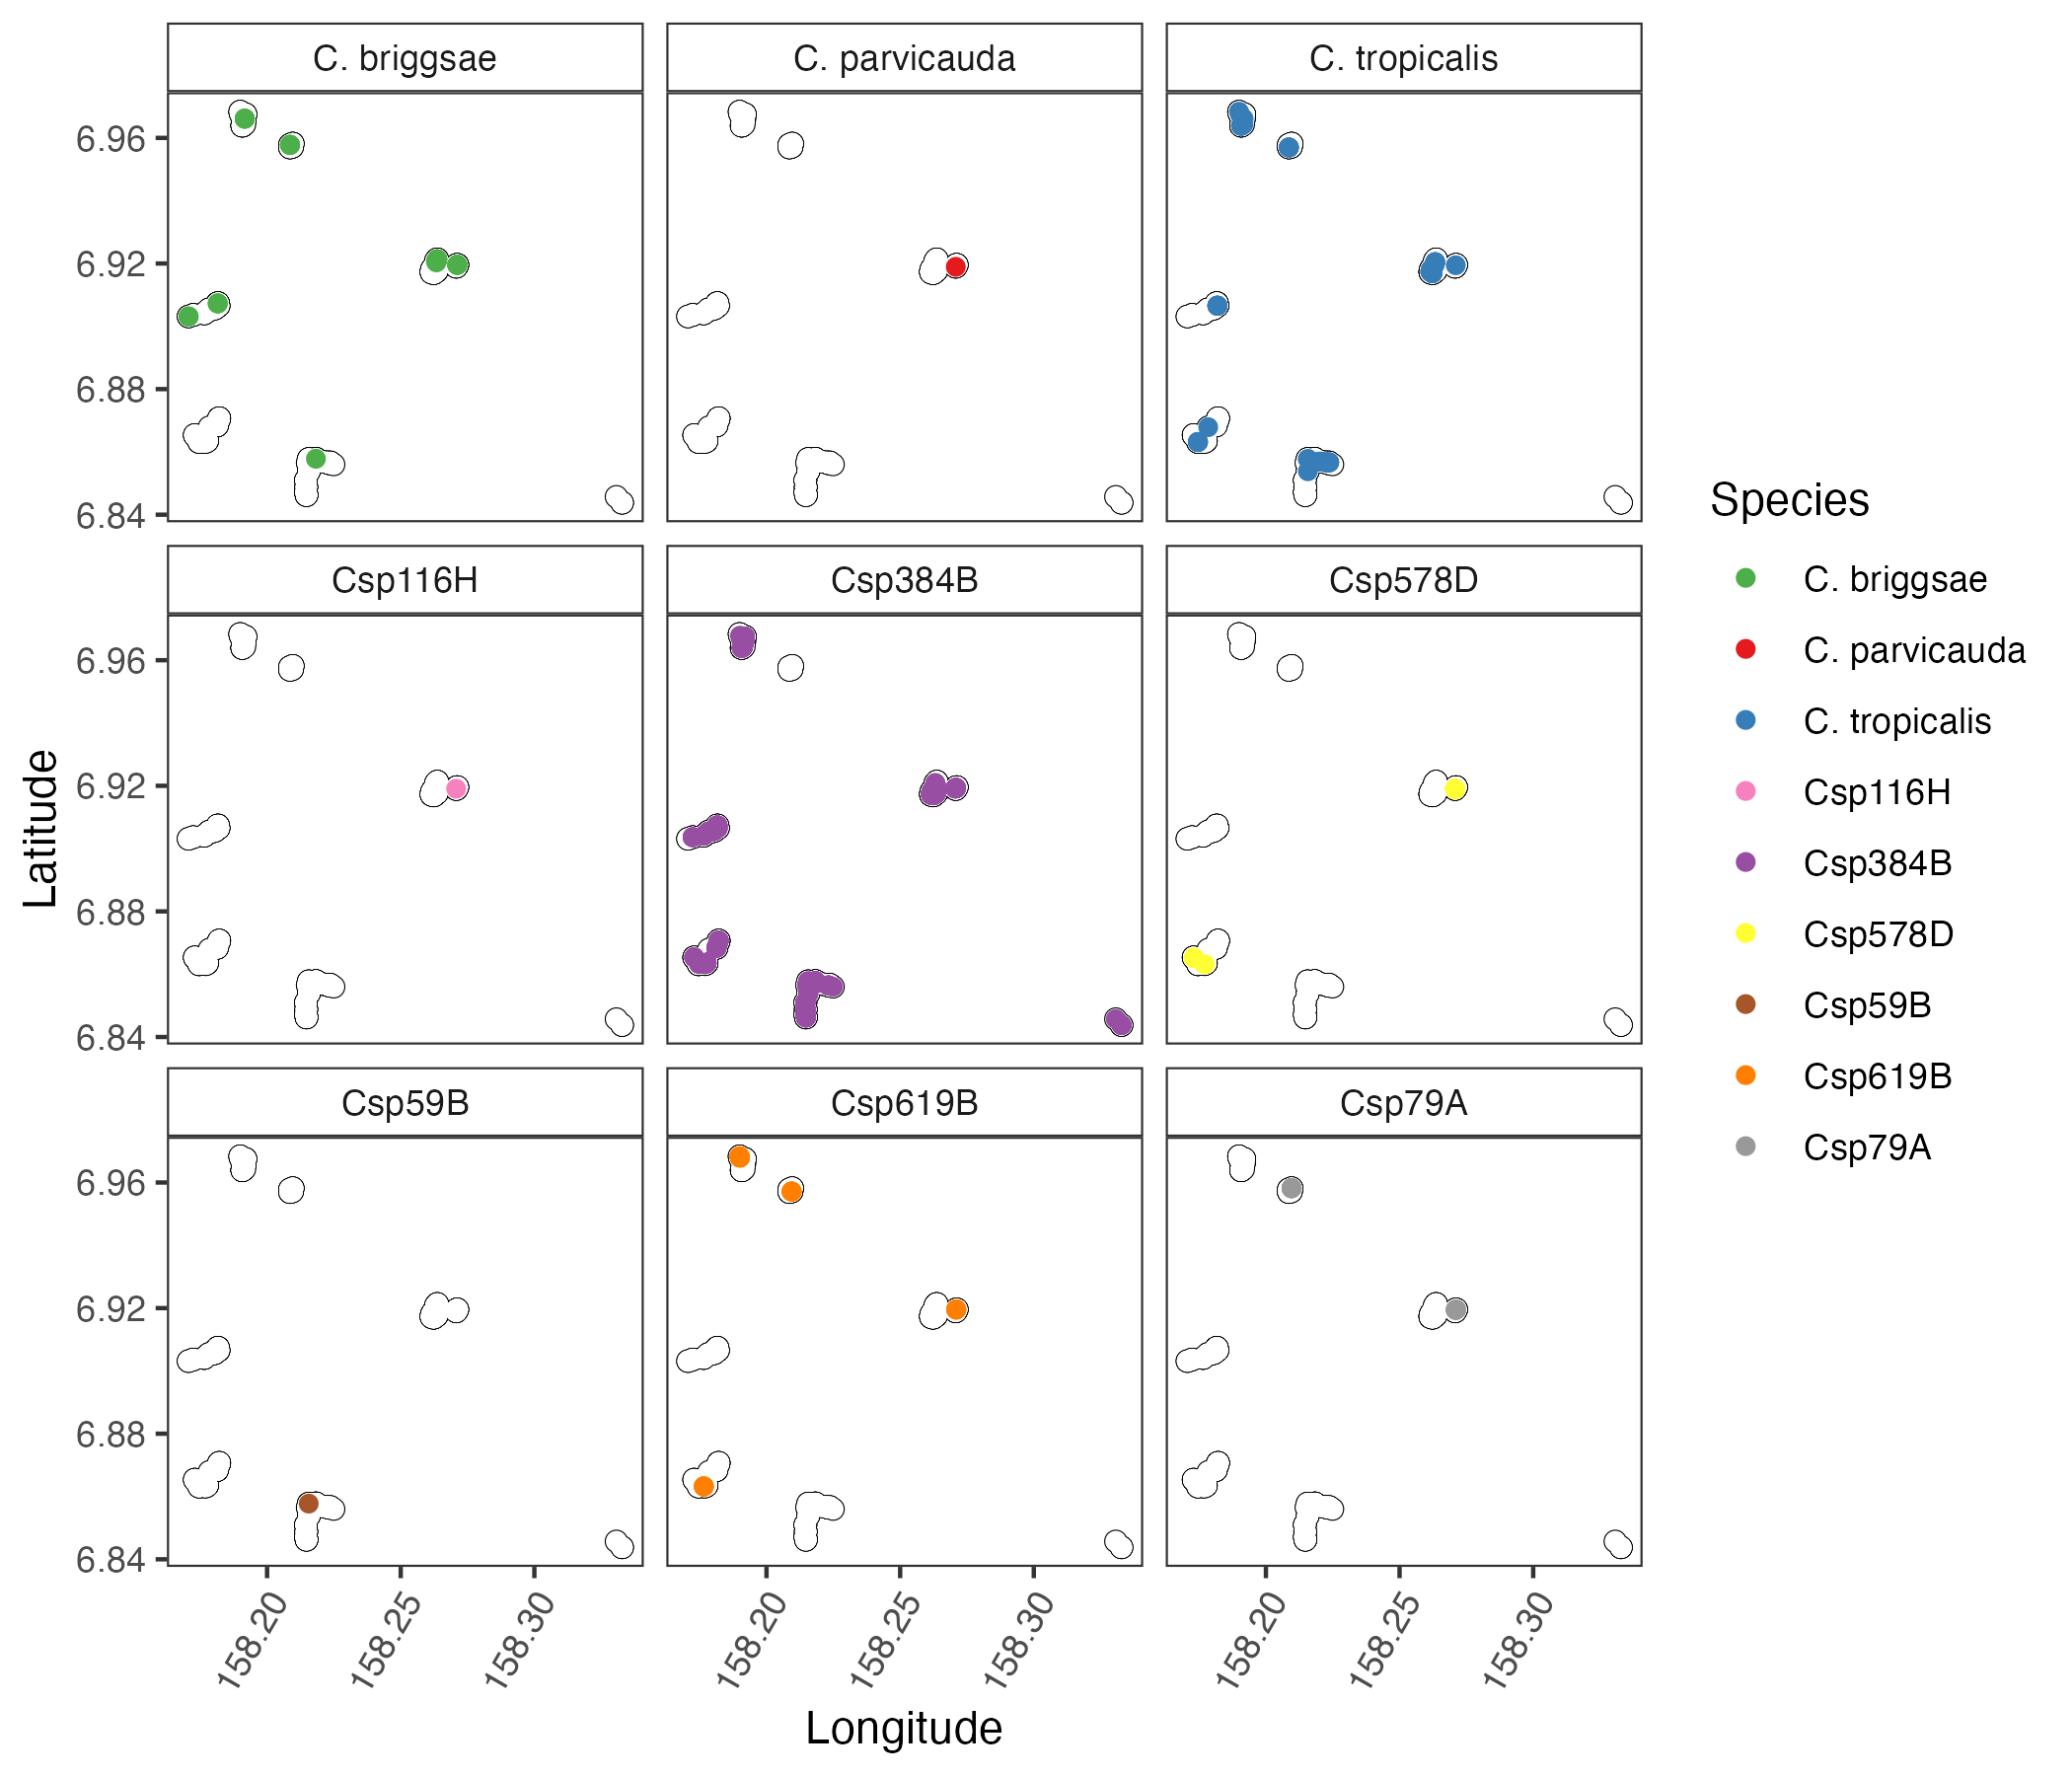 C. briggsae
C. parvicauda
C. tropicalis
6.96
6.92
6.88
6.84
Csp116H
Csp384B
Csp578D
6.96
6.92
6.88
6.84
Csp59B
Csp619B
Csp79A
6.96
6.92
6.88
6.84
158.20
158.25
158.30
158.20
158.25
158.30
158.20
158.25
158.30
Longitude
Latitude
Species
C. briggsae
C. parvicauda
C. tropicalis
Csp116H
Csp384B
Csp578D
Csp59B
Csp619B
Csp79A